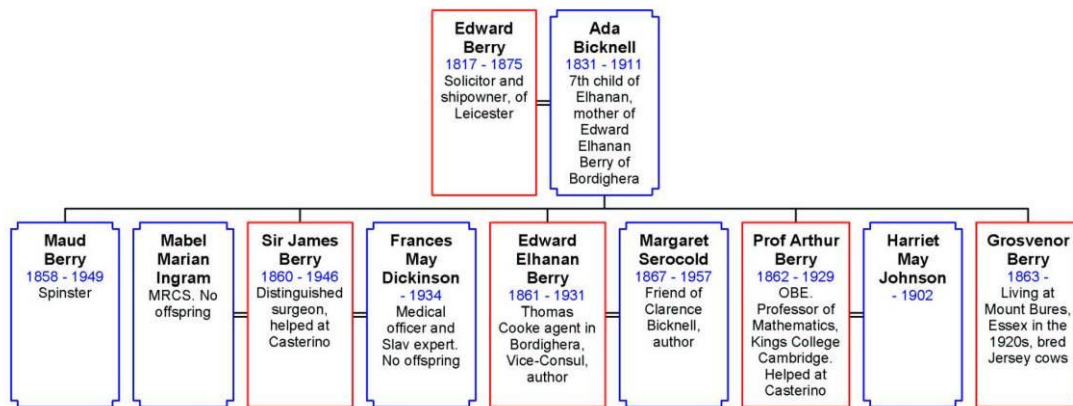 Edward
Berry
1817 - 1875
Solicitor and
shipowner, of
Leicester
Ada
Bicknell
1831 - 1911
7th child of
Elhanan,
mother of
Edward
Elhanan
Berry of
Bordighera
Maud
Berry
1858 - 1949
Spinster
Mabel
Marian
Ingram
MRCS. No
offspring
Sir James
Berry
1860 - 1946
Distinguished
surgeon,
helped at
Casterino
Frances
May
Dickinson
- 1934
Medical
officer and
Slav expert.
No offspring
Edward
Elhanan
Berry
1861 - 1931
Thomas
Cooke agent in
Bordighera,
Vice-Consul,
author
Margaret
Serocold
1867 - 1957
Friend of
Clarence
Bicknell,
author
Prof Arthur
Berry
1862 - 1929
OBE.
Professor of
Mathematics,
Kings College
Cambridge.
Helped at
Casterino
Harriet
May
Johnson
- 1902
Grosvenor
Berry
1863 -
Living at
Mount Bures,
Essex in the
1920s, bred
Jersey cows